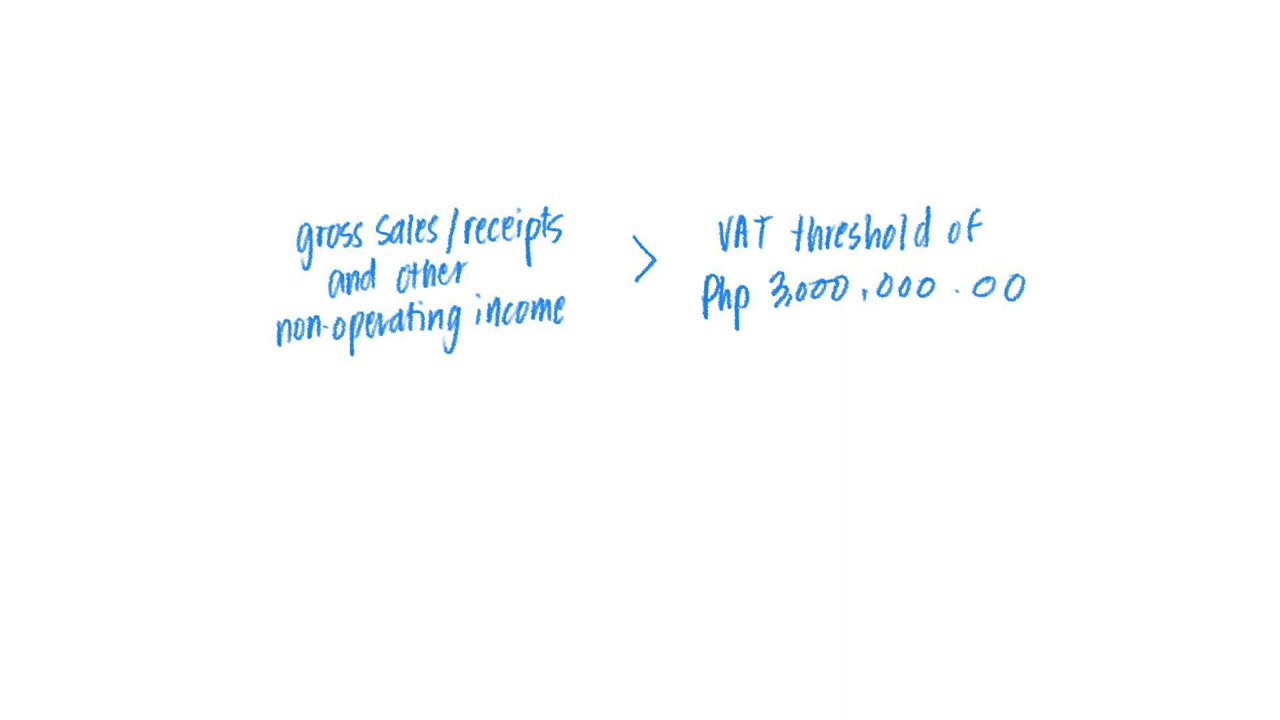 gross sales/receipts
and other
non-operating income
>
VAT threshold of
Php 3,000,000.00